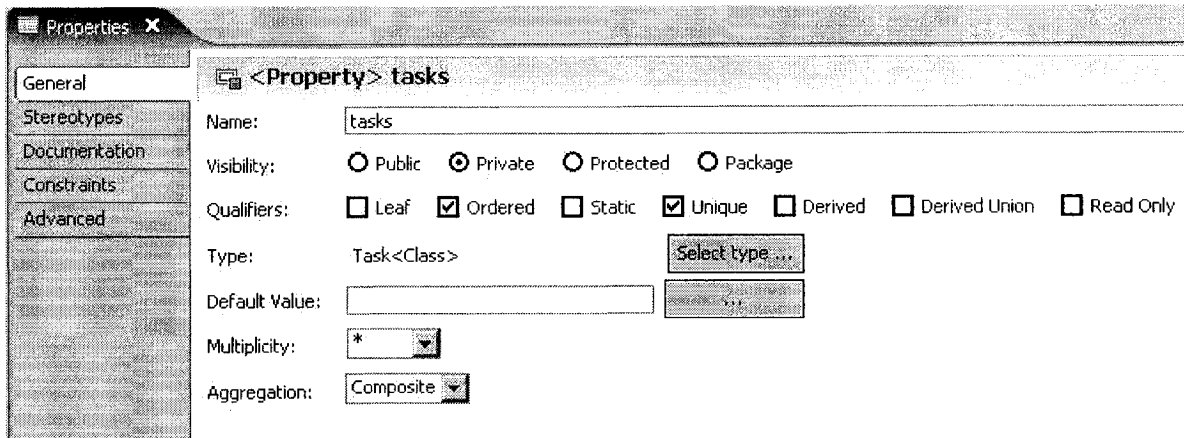 Properties X
General
Stereotypes
Documentation
Constraints
Advanced
<Property> tasks
Name: tasks
Visibility: Public Private Protected Package
Qualifiers: Leaf Ordered Static Unique Derived Derived Union Read Only
Type: Task<Class> Select type ...
Default Value: ...
Multiplicity: *
Aggregation: Composite